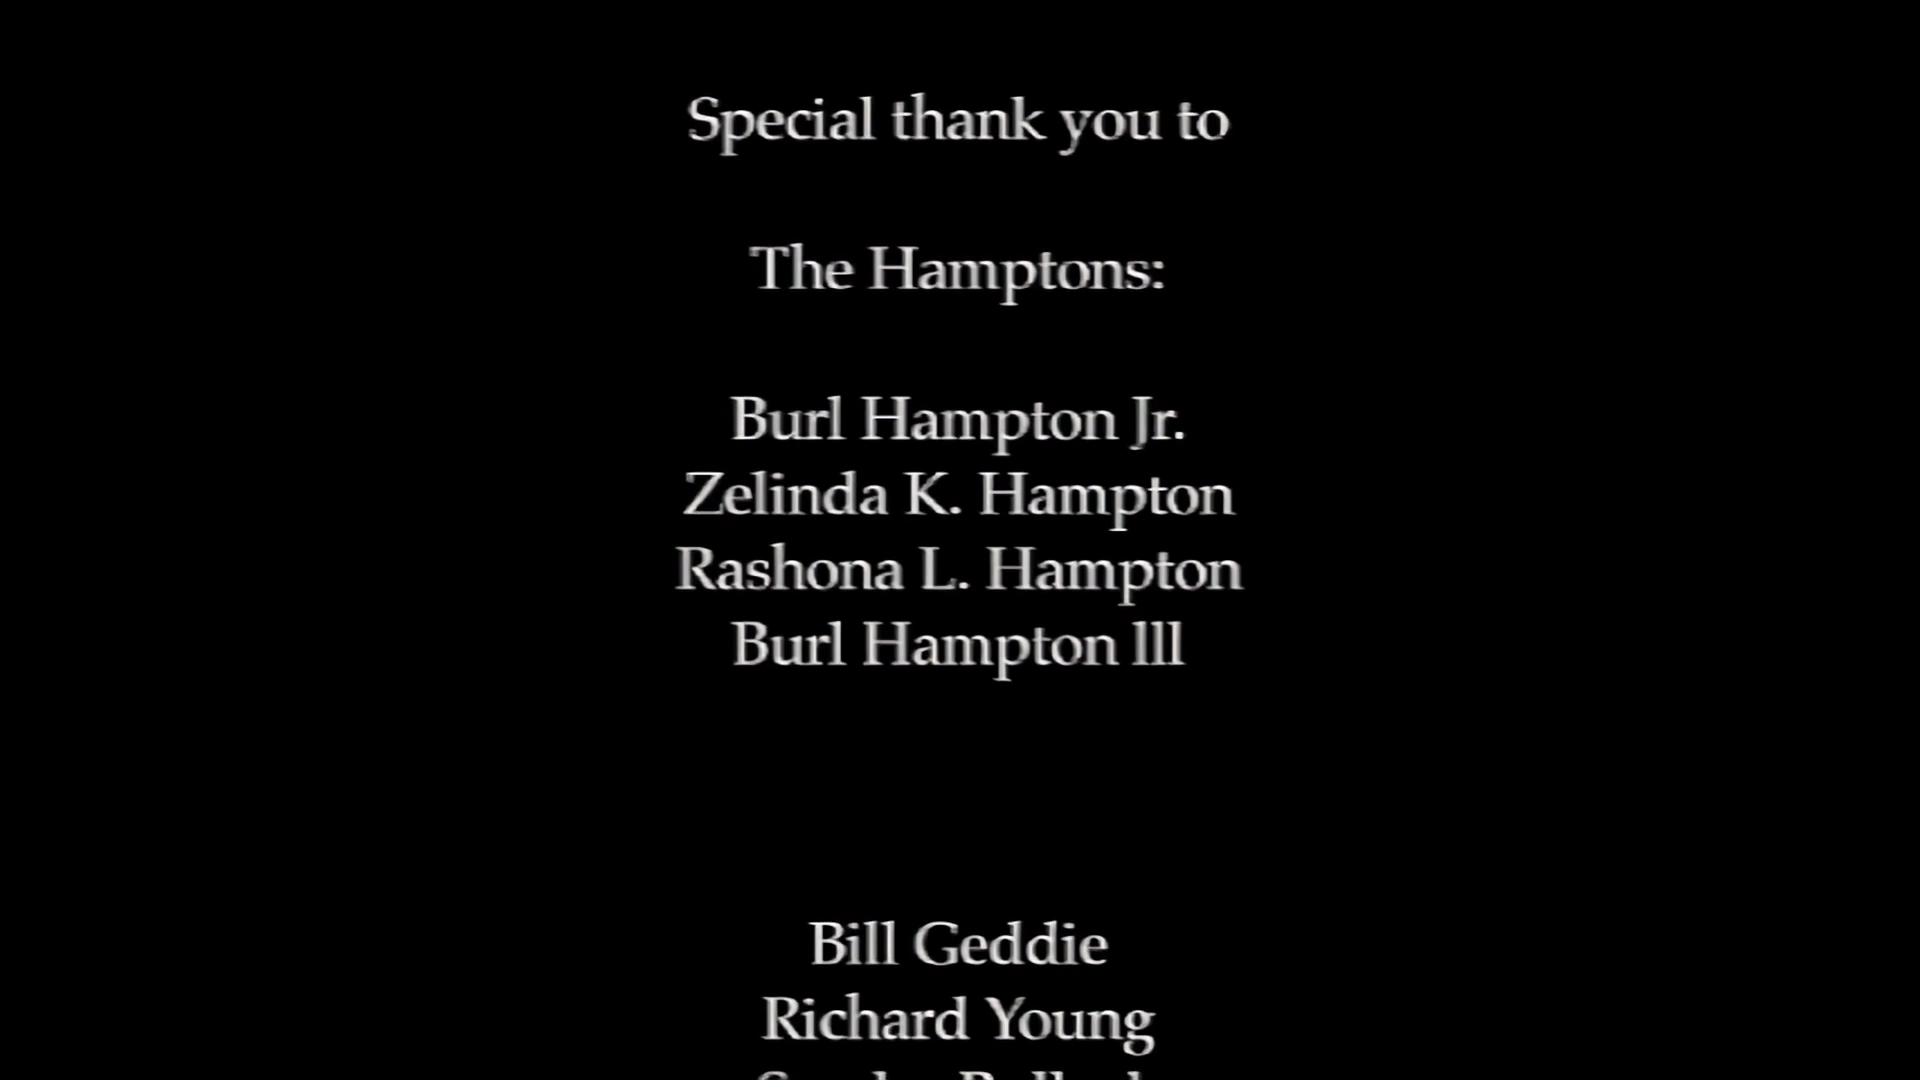 Special thank you to
The Hamptons:
Burl Hampton Jr.
Zelinda K. Hampton
Rashona L. Hampton
Burl Hampton lll
Bill Geddie
Richard Young